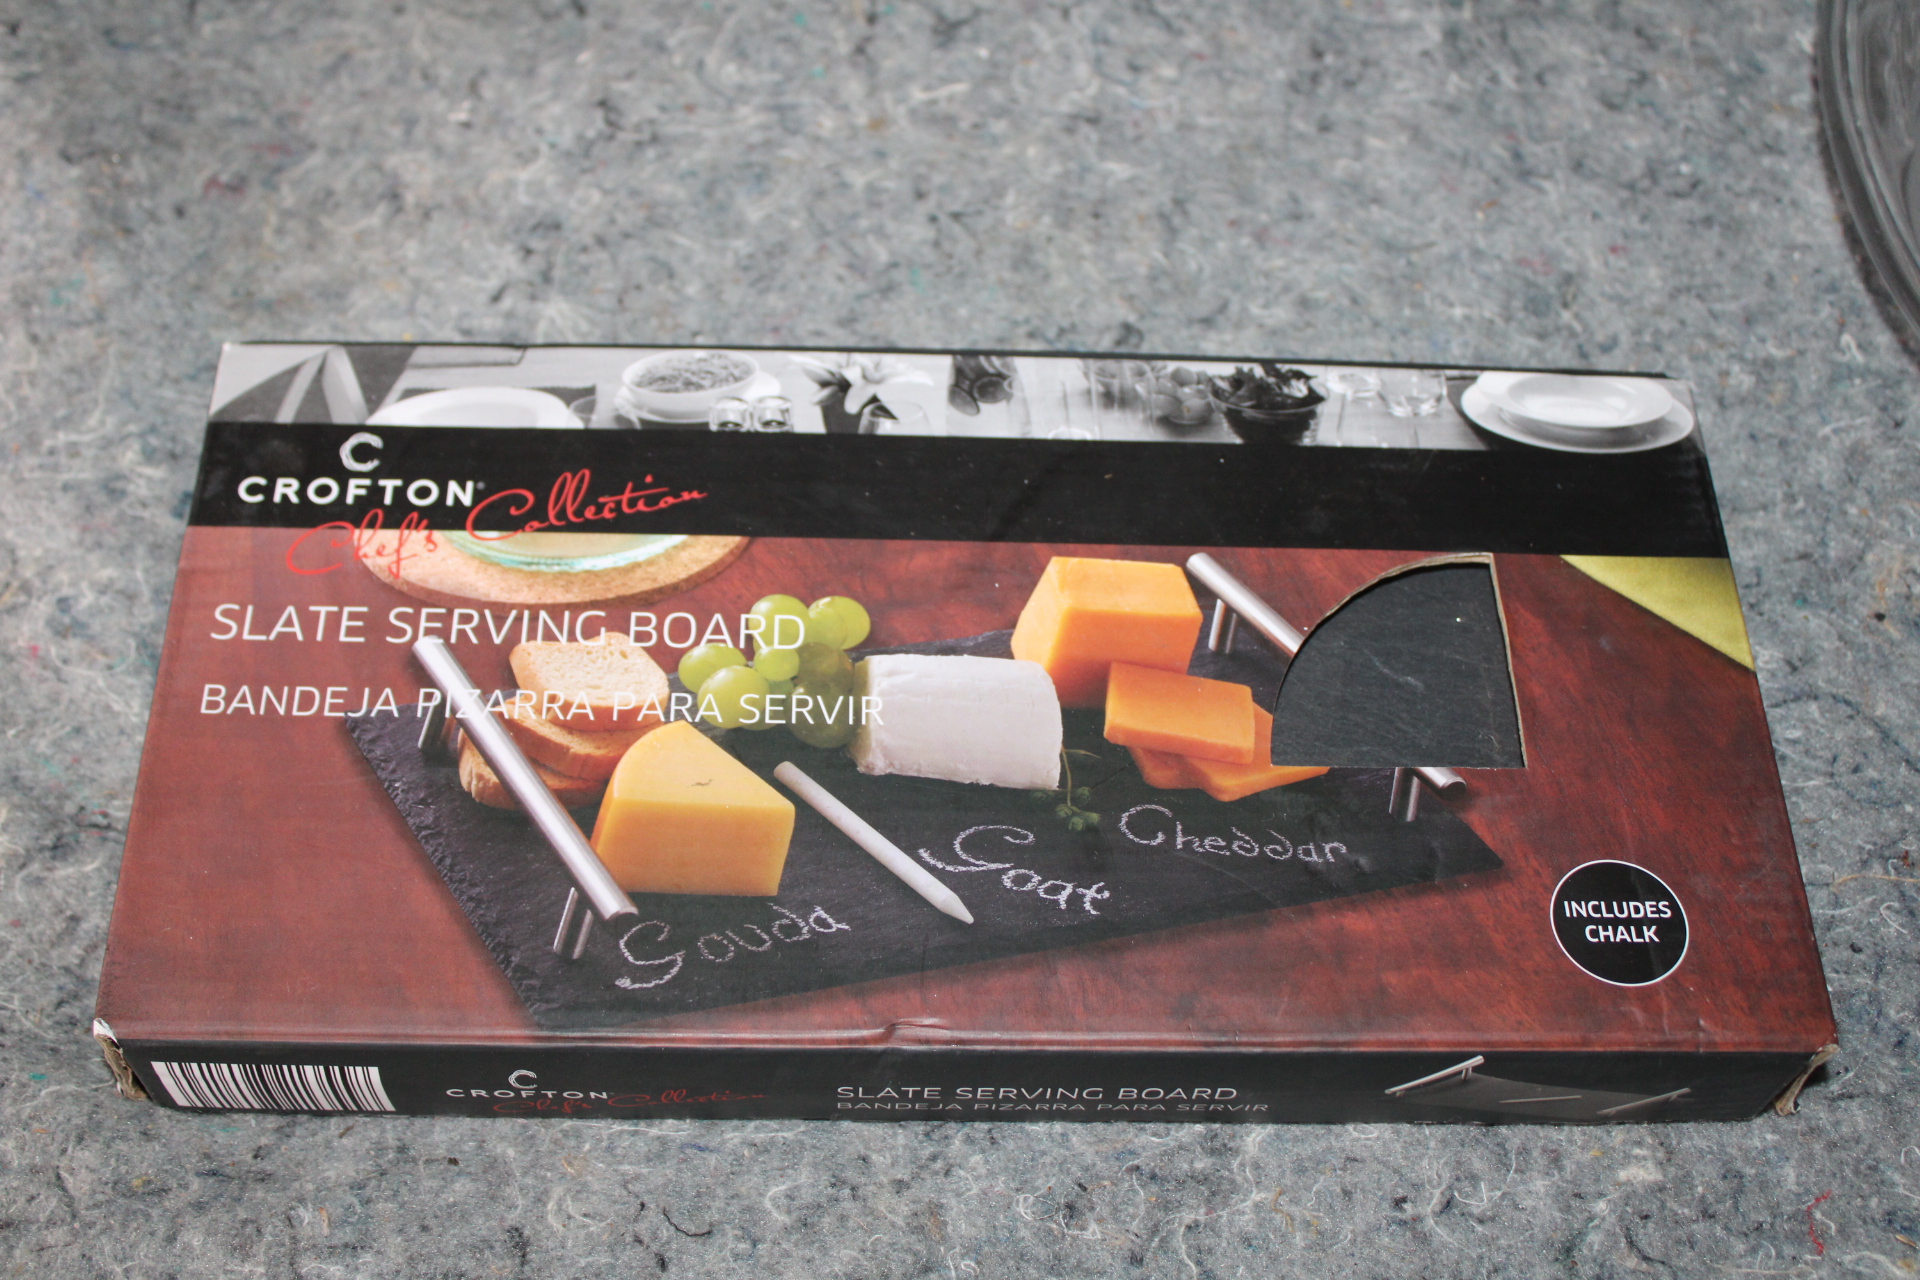 C
CROFTON®
Chef's Collection
SLATE SERVING BOARD
BANDEJA PIZARRA PARA SERVIR
Gouda
Goat
Cheddar
INCLUDES
CHALK
C
CROFTON®
Chef's Collection
SLATE SERVING BOARD
BANDEJA PIZARRA PARA SERVIR